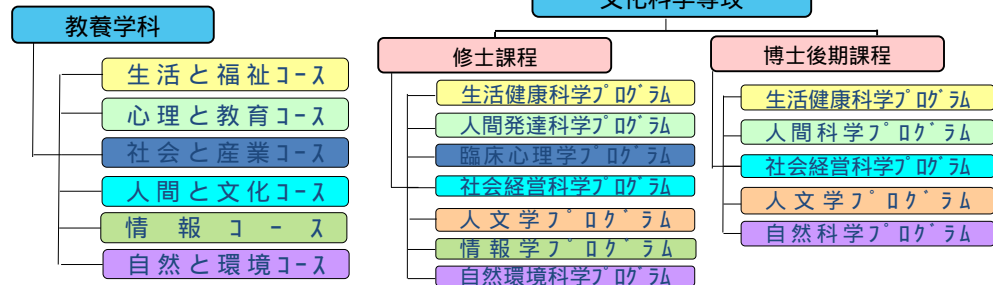 文化科学専攻
教養学科
生活と福祉ｺｰｽ
心理と教育ｺｰｽ
社会と産業ｺｰｽ
人間と文化ｺｰｽ
情報コース
自然と環境ｺｰｽ
修士課程
生活健康科学ﾌﾟﾛｸﾞﾗﾑ
人間発達科学ﾌﾟﾛｸﾞﾗﾑ
臨床心理学ﾌﾟﾛｸﾞﾗﾑ
社会経営科学ﾌﾟﾛｸﾞﾗﾑ
人文学ﾌﾟﾛｸﾞﾗﾑ
情報学ﾌﾟﾛｸﾞﾗﾑ
自然環境科学ﾌﾟﾛｸﾞﾗﾑ
博士後期課程
生活健康科学ﾌﾟﾛｸﾞﾗﾑ
人間科学ﾌﾟﾛｸﾞﾗﾑ
社会経営科学ﾌﾟﾛｸﾞﾗﾑ
人文学ﾌﾟﾛｸﾞﾗﾑ
自然科学ﾌﾟﾛｸﾞﾗﾑ